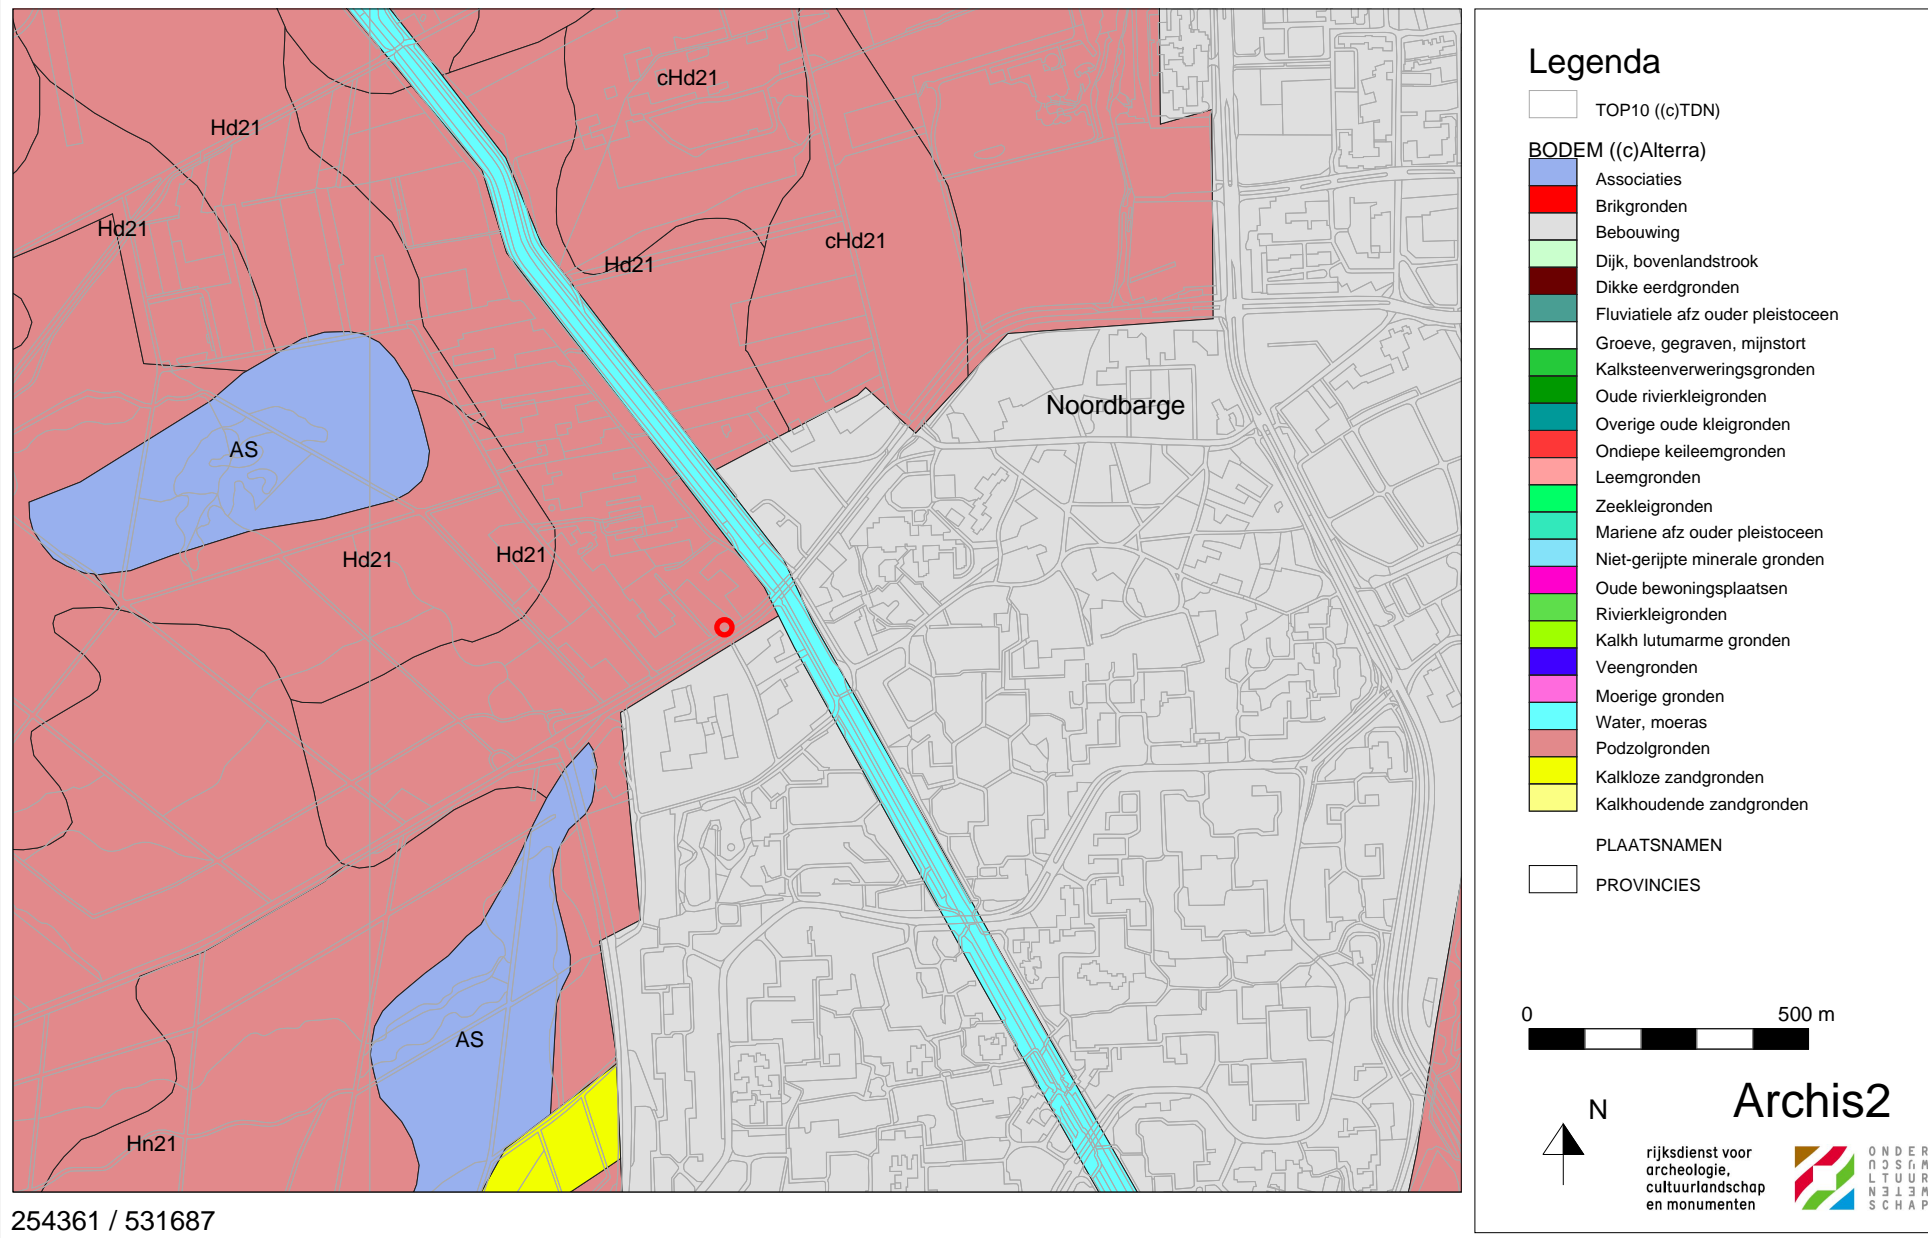 cHd21
Hd21
Hd21
cHd21
Hd21
Noordbarge
AS
Hd21
Hd21
AS
Hn21
254361 / 531687
Legenda
TOP10 ((c)TDN)
BODEM ((c)Alterra)
Associaties
Brikgronden
Bebouwing
Dijk, bovenlandstrook
Dikke eerdgronden
Fluviatiele afz ouder pleistoceen
Groeve, gegraven, mijnstort
Kalksteenverweringsgronden
Oude rivierkleigronden
Overige oude kleigronden
Ondiepe keileemgronden
Leemgronden
Zeekleigronden
Mariene afz ouder pleistoceen
Niet-gerijpte minerale gronden
Oude bewoningsplaatsen
Rivierkleigronden
Kalkh lutumarme gronden
Veengronden
Moerige gronden
Water, moeras
Podzolgronden
Kalkloze zandgronden
Kalkhoudende zandgronden
PLAATSNAMEN
PROVINCIES
0 500 m
N
Archis2
rijksdienst voor
archeologie,
cultuurlandschap
en monumenten
ONDER
SCHAP